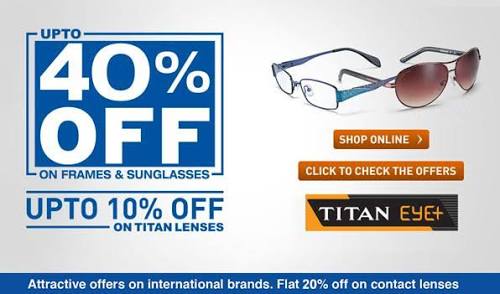 UPTO
40%
OFF
ON FRAMES & SUNGLASSES
UPTO 10% OFF
ON TITAN LENSES
SHOP ONLINE >
CLICK TO CHECK THE OFFERS
TITAN EYE+
Attractive offers on international brands. Flat 20% off on contact lenses